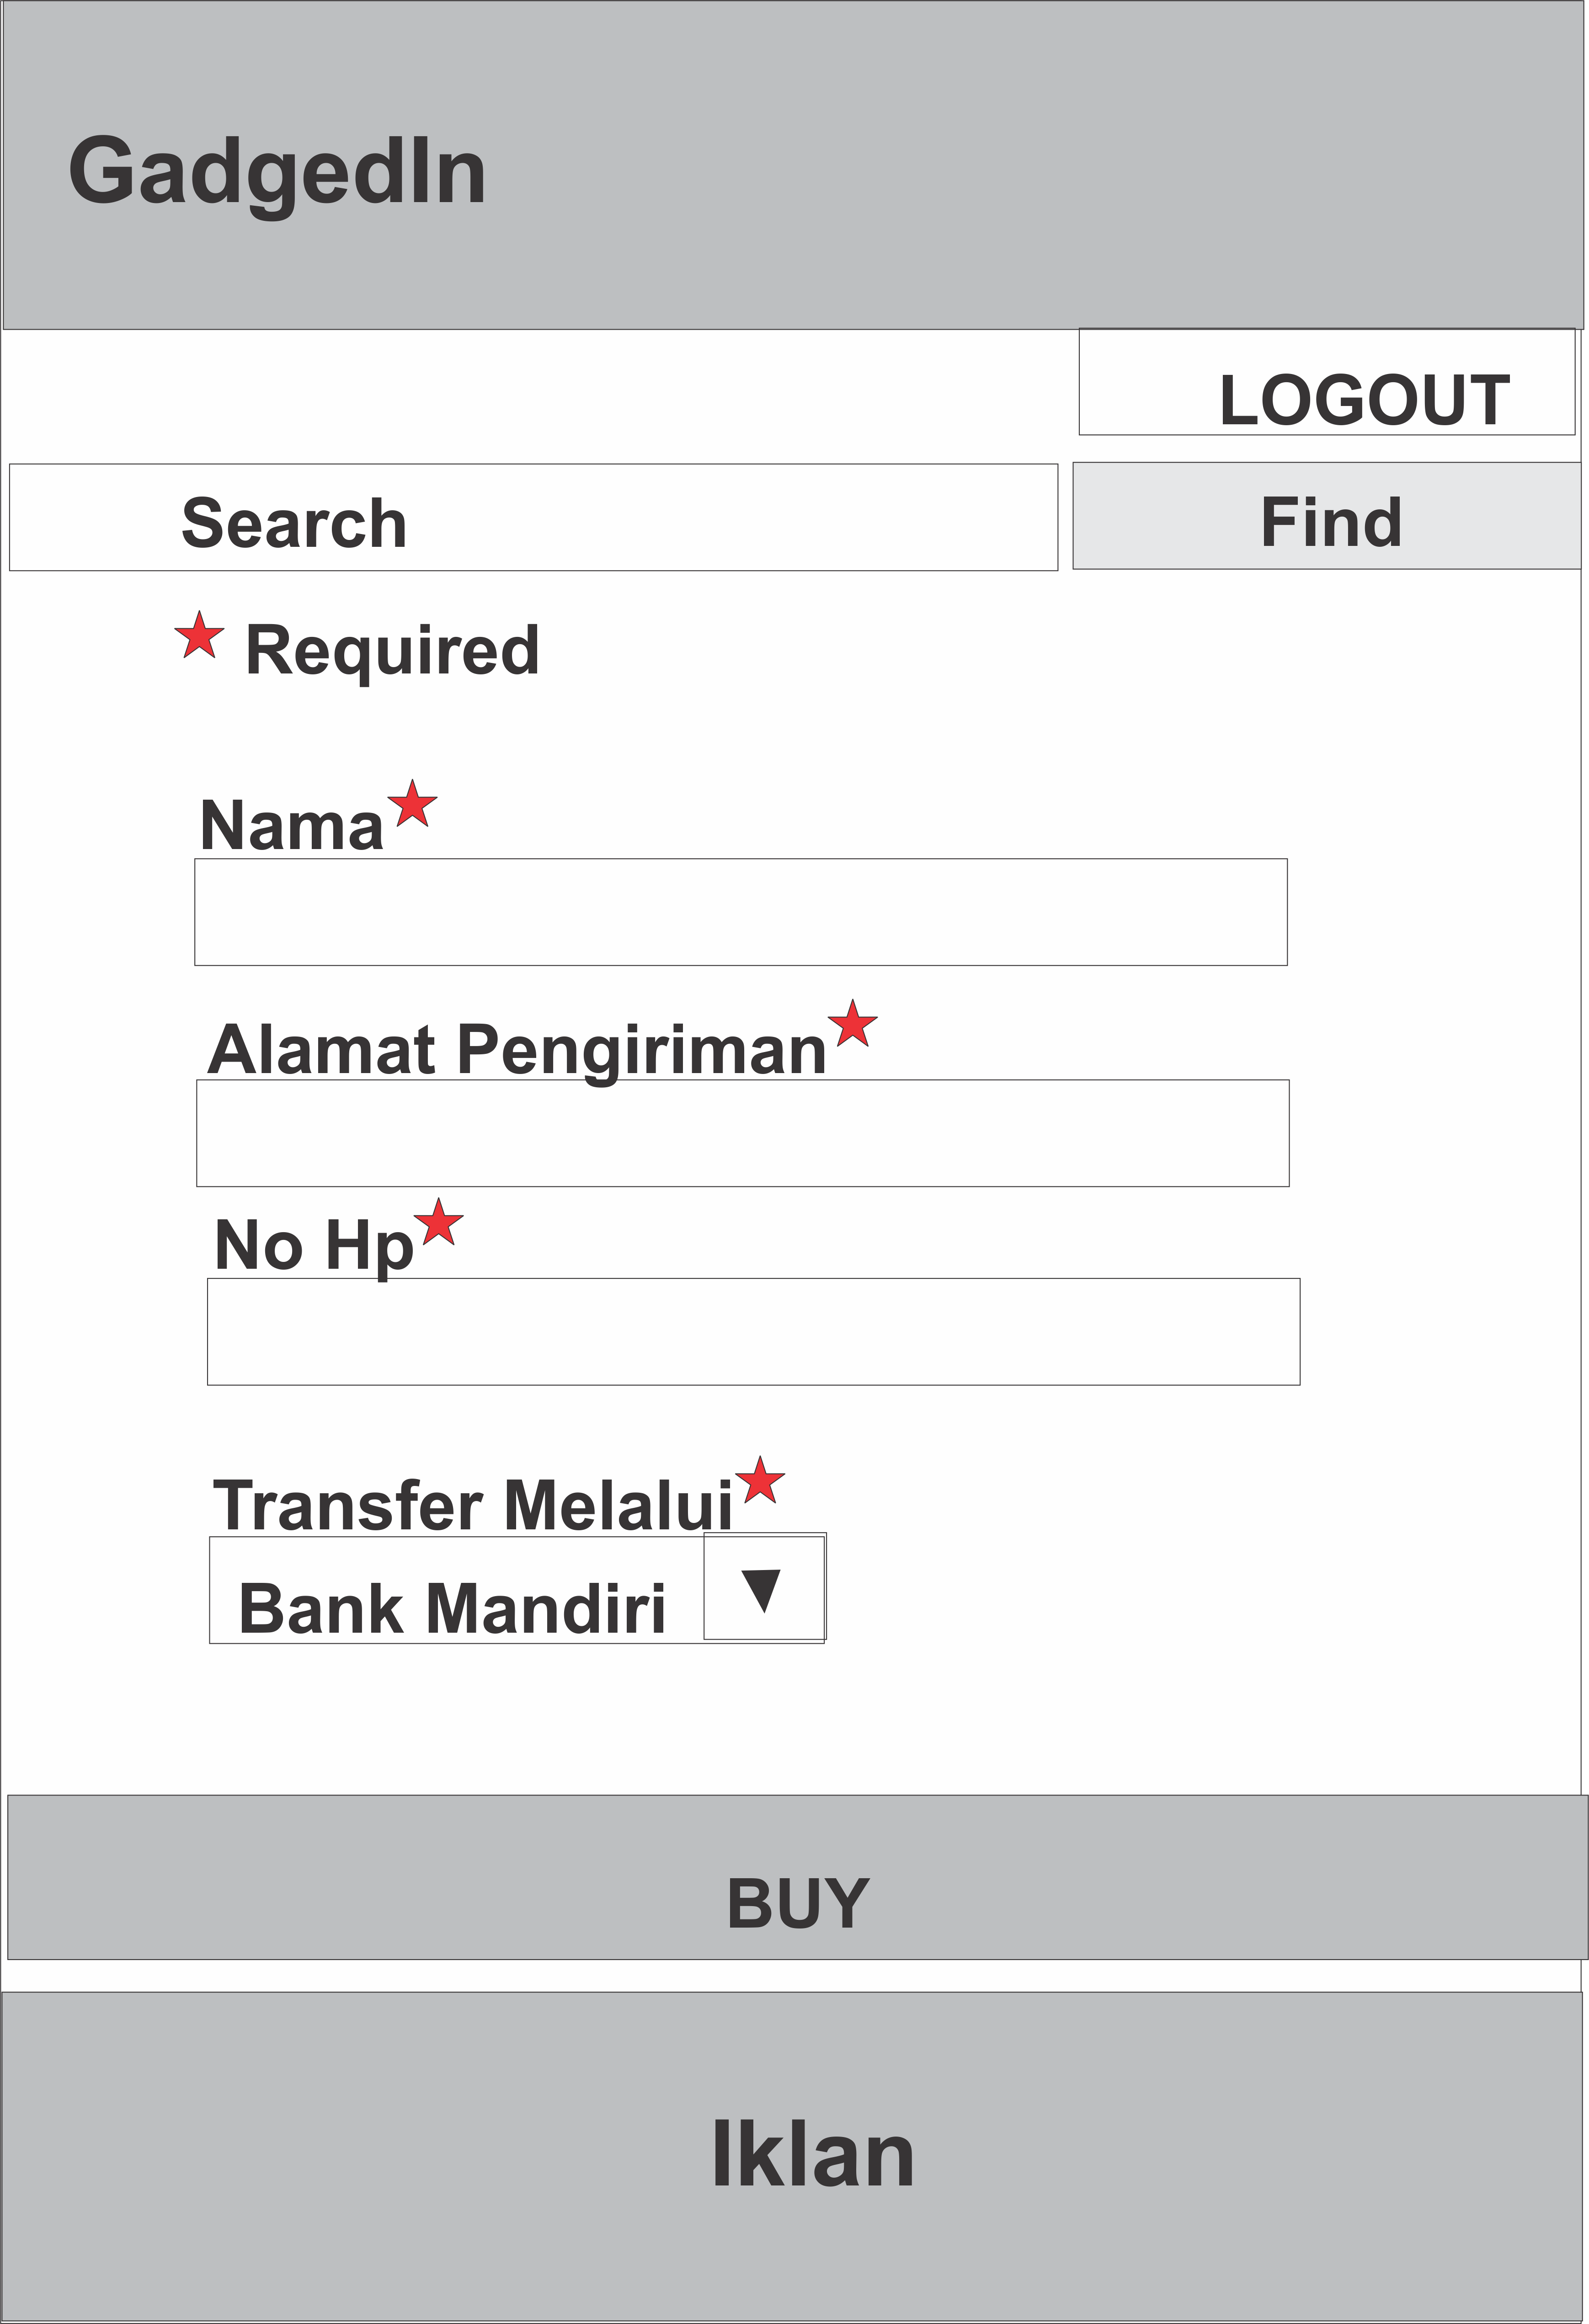 GadgedIn
LOGOUT
Search
Find
Required
Nama
Alamat Pengiriman
No Hp
Transfer Melalui
Bank Mandiri
BUY
Iklan